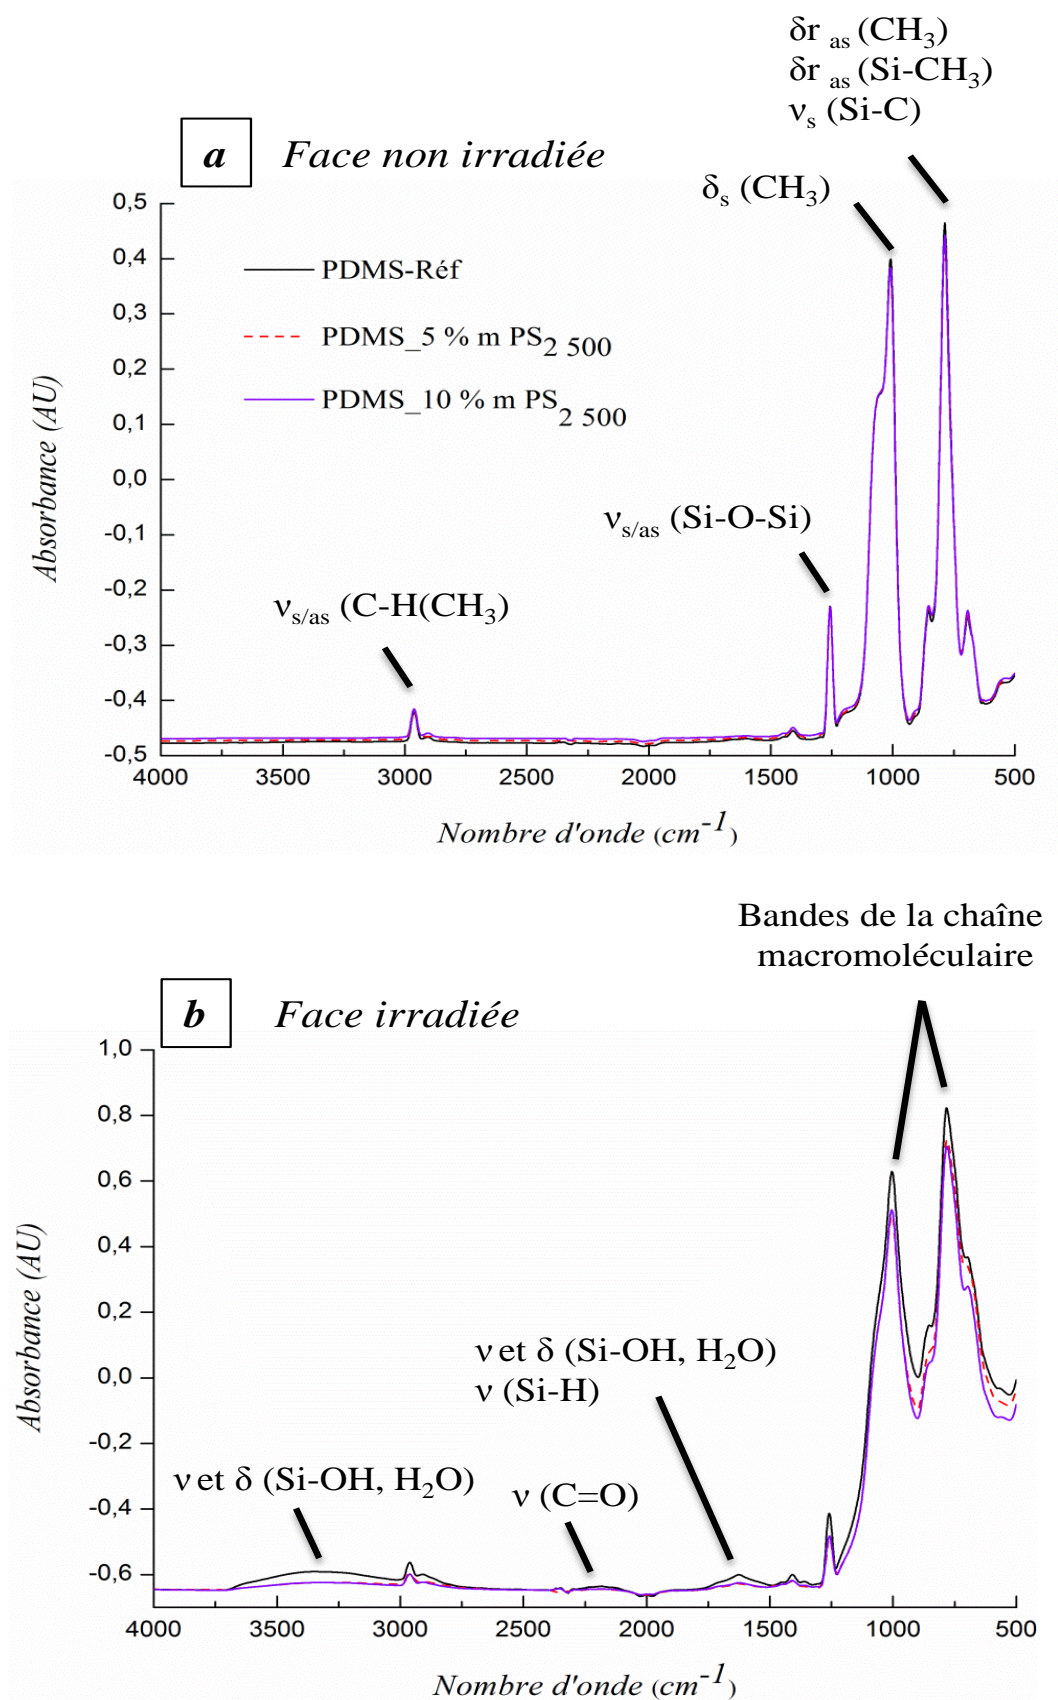 δr as (CH3)
δr as (Si-CH3)
νs (Si-C)
a Face non irradiée
δs (CH3)
0,5
0,4
0,3
0,2
0,1
0,0
-0,1
-0,2
-0,3
-0,4
-0,5
Absorbance (AU)
PDMS-Réf
PDMS_5 % m PS2 500
PDMS_10 % m PS2 500
νs/as (Si-O-Si)
νs/as (C-H(CH3)
4000 3500 3000 2500 2000 1500 1000 500
Nombre d'onde (cm-1)
Bandes de la chaîne
macromoléculaire
b Face irradiée
1,0
0,8
0,6
0,4
0,2
0,0
-0,2
-0,4
-0,6
Absorbance (AU)
ν et δ (Si-OH, H2O)
ν (Si-H)
ν et δ (Si-OH, H2O)
ν (C=O)
4000 3500 3000 2500 2000 1500 1000 500
Nombre d'onde (cm-1)